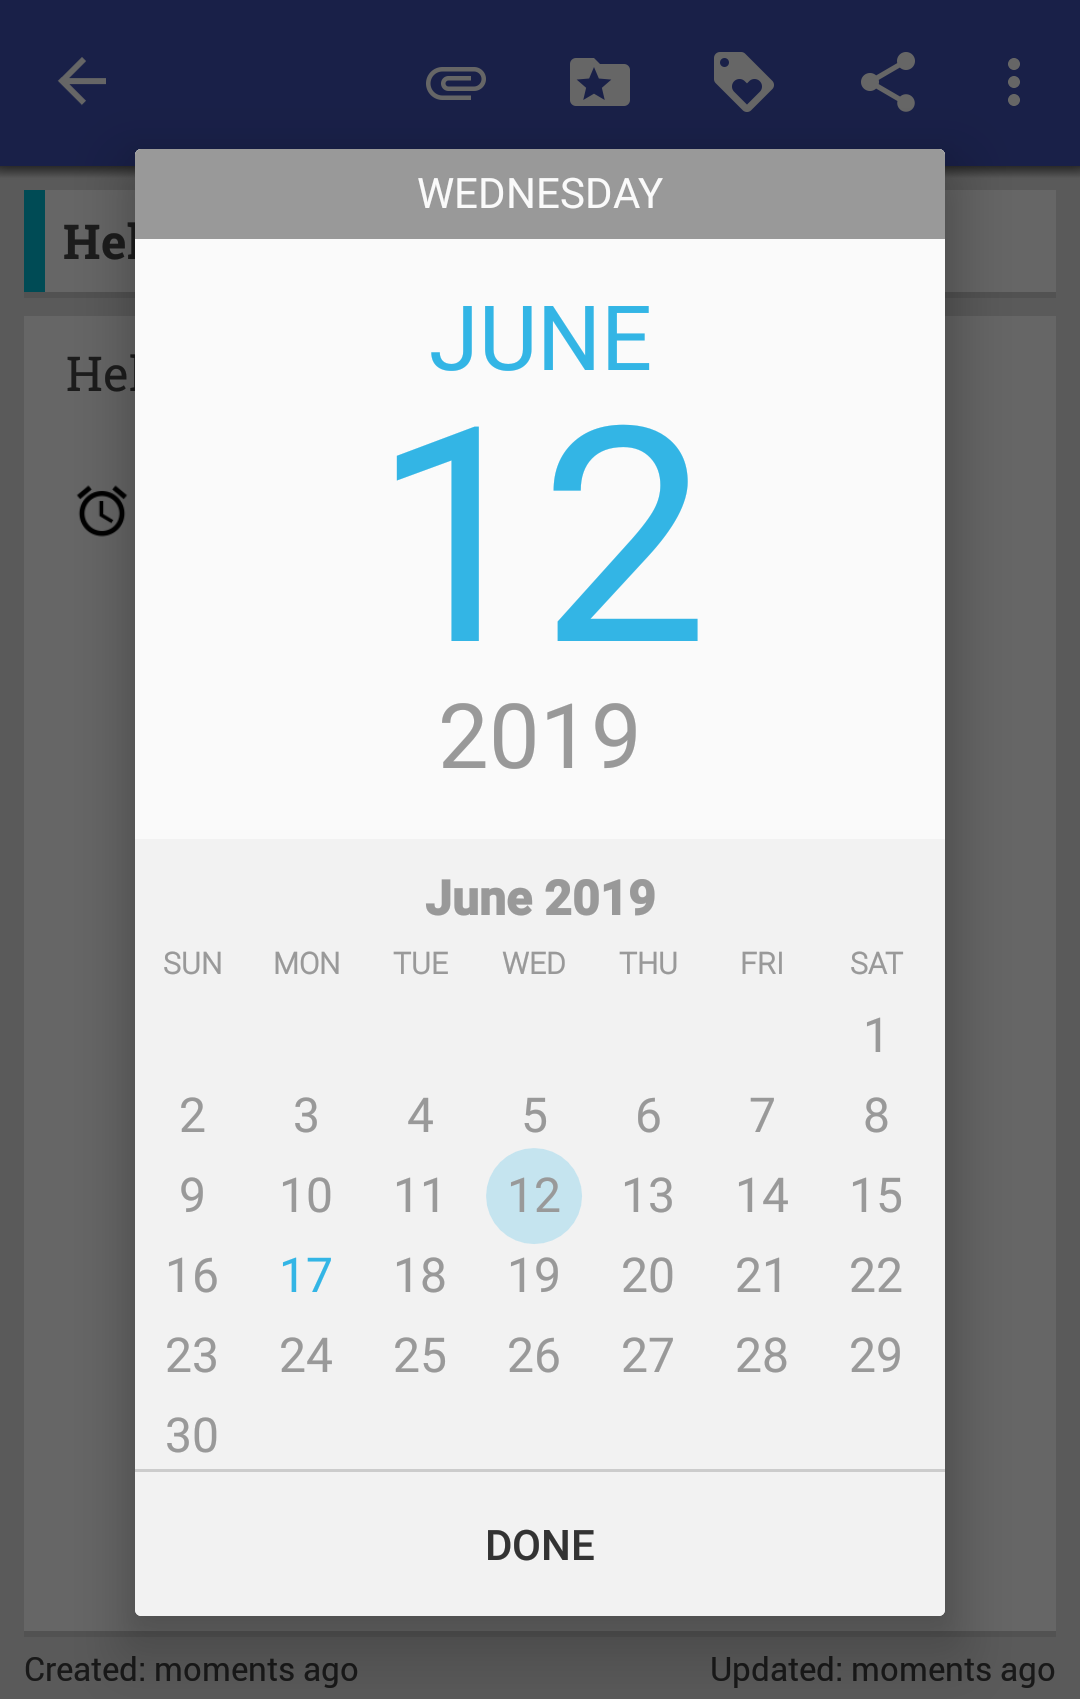 WEDNESDAY
JUNE
12
2019
June 2019
SUN MON TUE WED THU FRI SAT
1
2 3 4 5 6 7 8
9 10 11 12 13 14 15
16 17 18 19 20 21 22
23 24 25 26 27 28 29
30
DONE
Created: moments ago Updated: moments ago